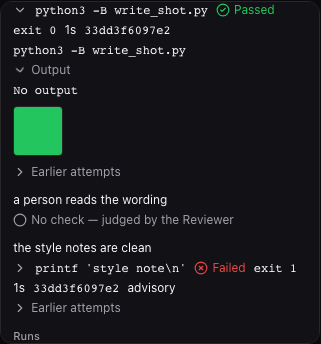 python3 -B write_shot.py Passed
exit 0 1s 33dd3f6097e2
python3 -B write_shot.py
Output
No output
Earlier attempts
a person reads the wording
No check — judged by the Reviewer
the style notes are clean
printf 'style note\n' Failed exit 1
1s 33dd3f6097e2 advisory
Earlier attempts
Runs